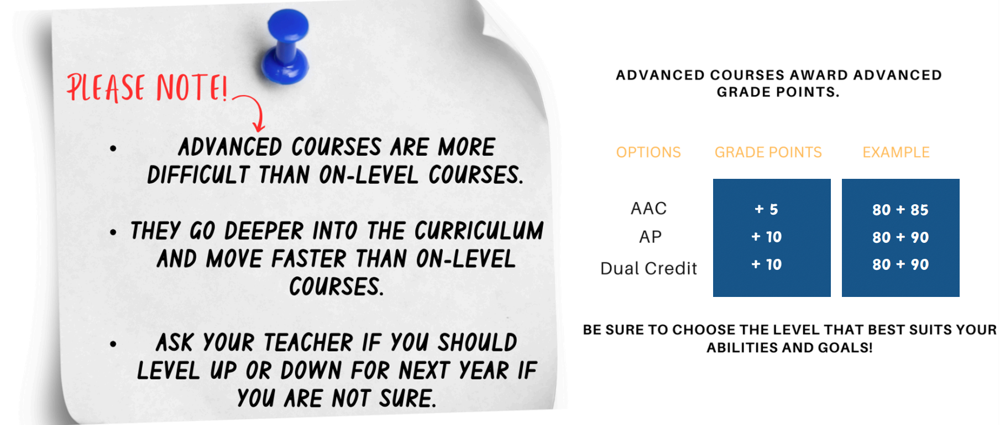 PLEASE NOTE!
• ADVANCED COURSES ARE MORE
DIFFICULT THAN ON-LEVEL COURSES.
• THEY GO DEEPER INTO THE CURRICULUM
AND MOVE FASTER THAN ON-LEVEL
COURSES.
• ASK YOUR TEACHER IF YOU SHOULD
LEVEL UP OR DOWN FOR NEXT YEAR IF
YOU ARE NOT SURE.
ADVANCED COURSES AWARD ADVANCED
GRADE POINTS.
OPTIONS GRADE POINTS EXAMPLE
AAC + 5 80 + 85
AP + 10 80 + 90
Dual Credit + 10 80 + 90
BE SURE TO CHOOSE THE LEVEL THAT BEST SUITS YOUR
ABILITIES AND GOALS!